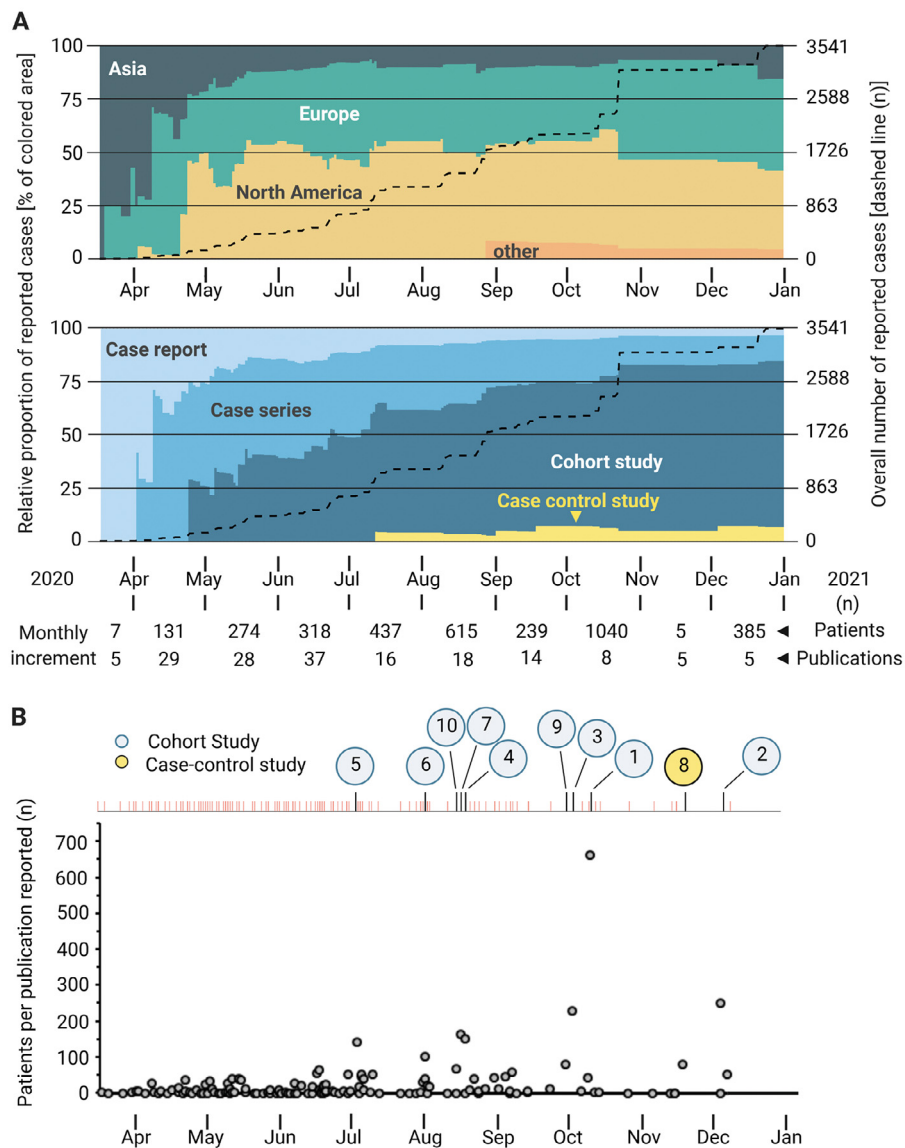 A
Relative proportion of reported cases [% of colored area]
Overall number of reported cases [dashed line (n)]
100
75
50
25
0
Asia
Europe
North America
other
3541
2588
1726
863
0
Apr May Jun Jul Aug Sep Oct Nov Dec Jan
100
75
50
25
0
Case report
Case series
Cohort study
Case control study
3541
2588
1726
863
0
2020 Apr May Jun Jul Aug Sep Oct Nov Dec Jan 2021
(n)
Monthly 7 131 274 318 437 615 239 1040 5 385 ◄ Patients
increment 5 29 28 37 16 18 14 8 5 5 ◄ Publications
B
Cohort Study
Case-control study
5 6 10 7 4 9 3 1 8 2
Patients per publication reported (n)
700
600
500
400
300
200
100
0
Apr May Jun Jul Aug Sep Oct Nov Dec Jan